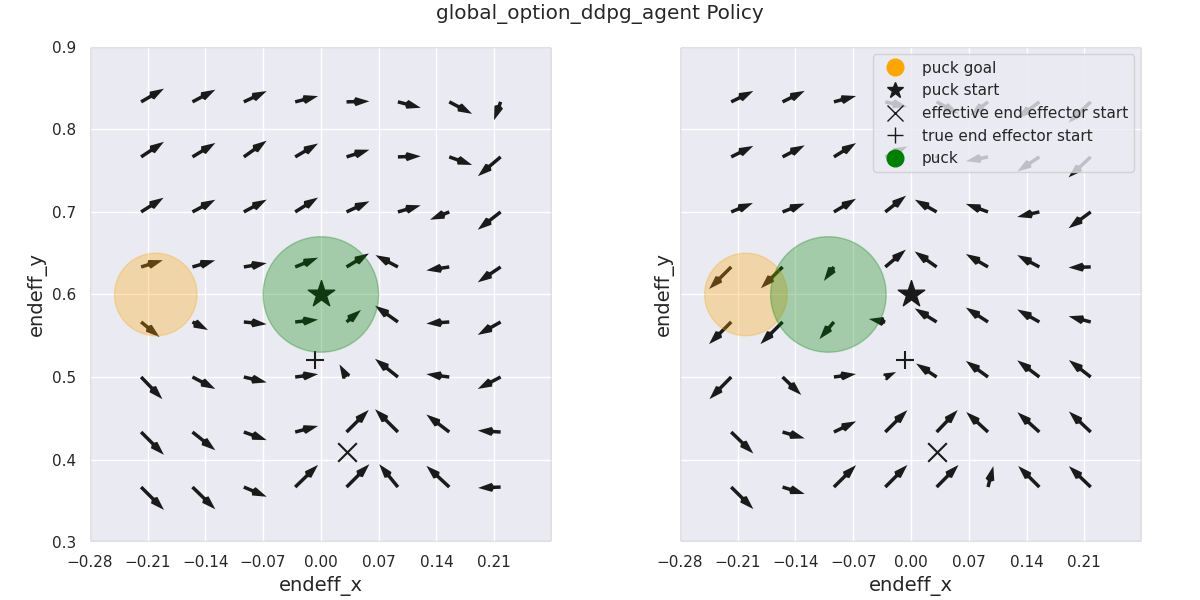 global_option_ddpg_agent Policy
0.9
0.8
0.7
0.6
0.5
0.4
0.3
endeff_y
−0.28 −0.21 −0.14 −0.07 0.00 0.07 0.14 0.21
endeff_x
puck goal
puck start
effective end effector start
true end effector start
puck
endeff_y
−0.28 −0.21 −0.14 −0.07 0.00 0.07 0.14 0.21
endeff_x